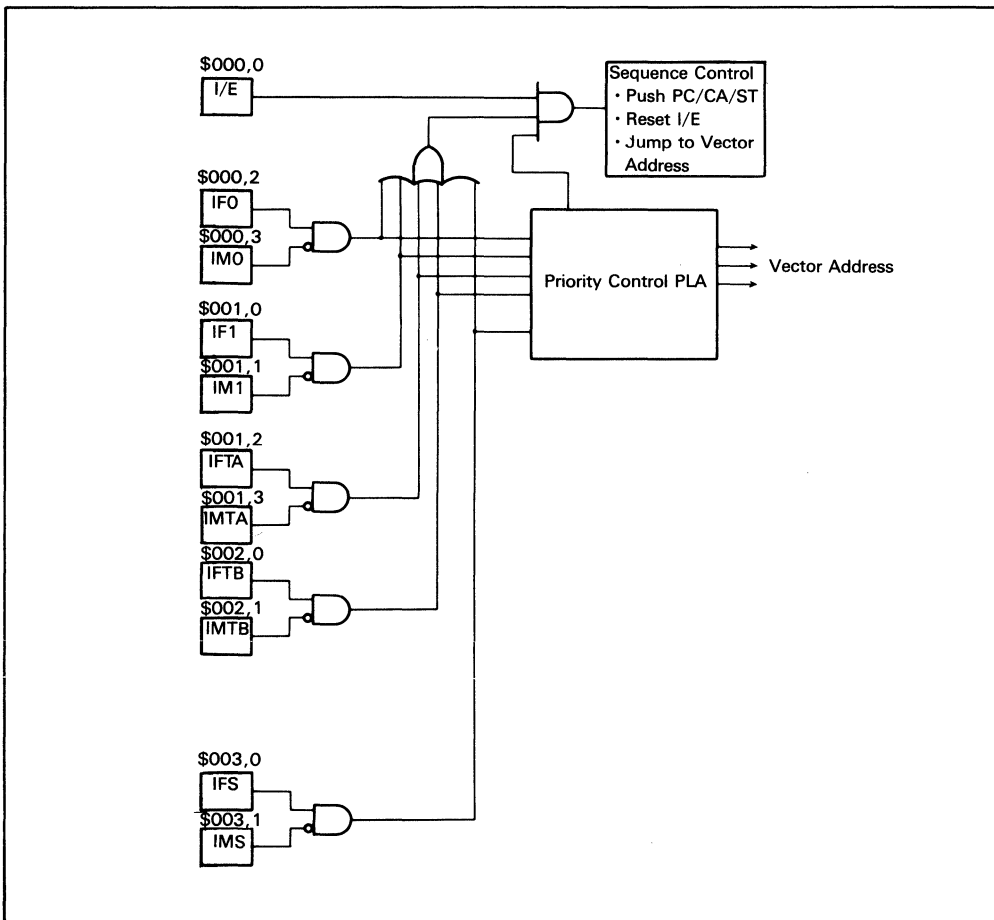 $000,0
I/E
Sequence Control
· Push PC/CA/ST
· Reset I/E
· Jump to Vector
Address
$000,2
IF0
$000,3
IM0
Priority Control PLA
Vector Address
$001,0
IF1
$001,1
IM1
$001,2
IFTA
$001,3
IMTA
$002,0
IFTB
$002,1
IMTB
$003,0
IFS
$003,1
IMS